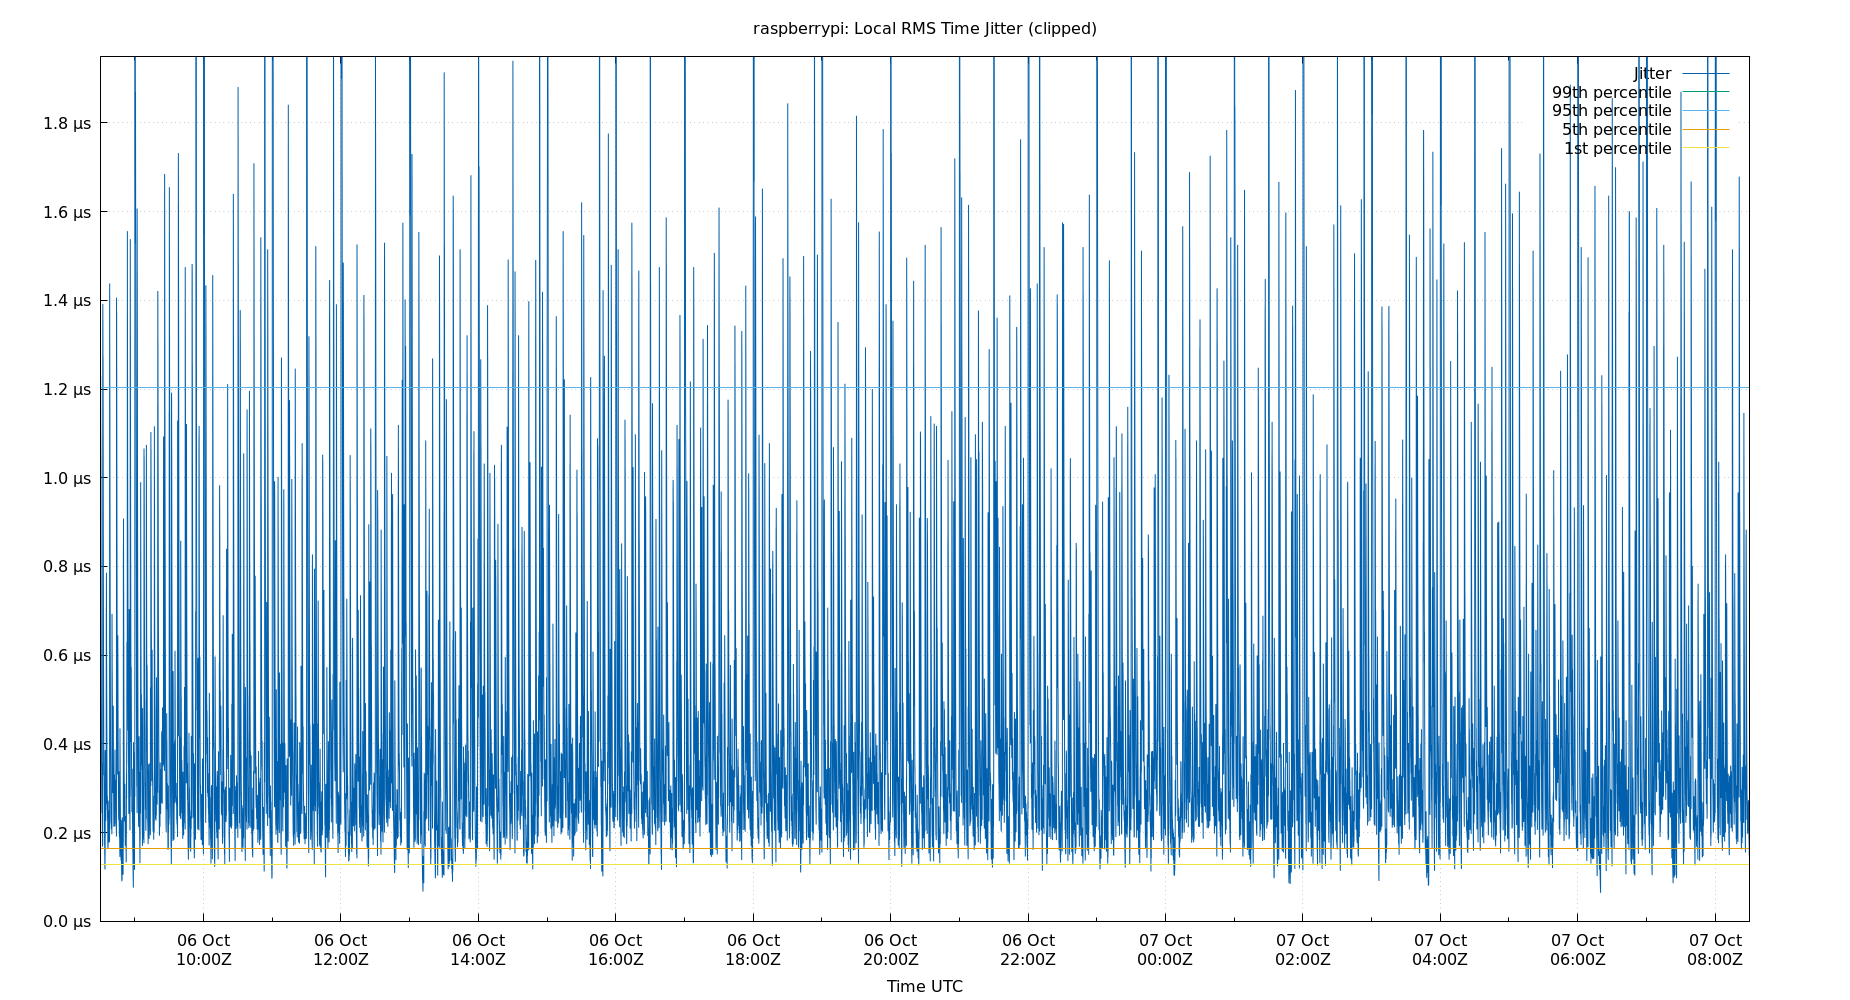 raspberrypi: Local RMS Time Jitter (clipped)
Jitter
99th percentile
95th percentile
5th percentile
1st percentile
1.8 μs
1.6 μs
1.4 μs
1.2 μs
1.0 μs
0.8 μs
0.6 μs
0.4 μs
0.2 μs
0.0 μs
06 Oct 06 Oct 06 Oct 06 Oct 06 Oct 06 Oct 06 Oct 07 Oct 07 Oct 07 Oct 07 Oct 07 Oct
10:00Z 12:00Z 14:00Z 16:00Z 18:00Z 20:00Z 22:00Z 00:00Z 02:00Z 04:00Z 06:00Z 08:00Z
Time UTC